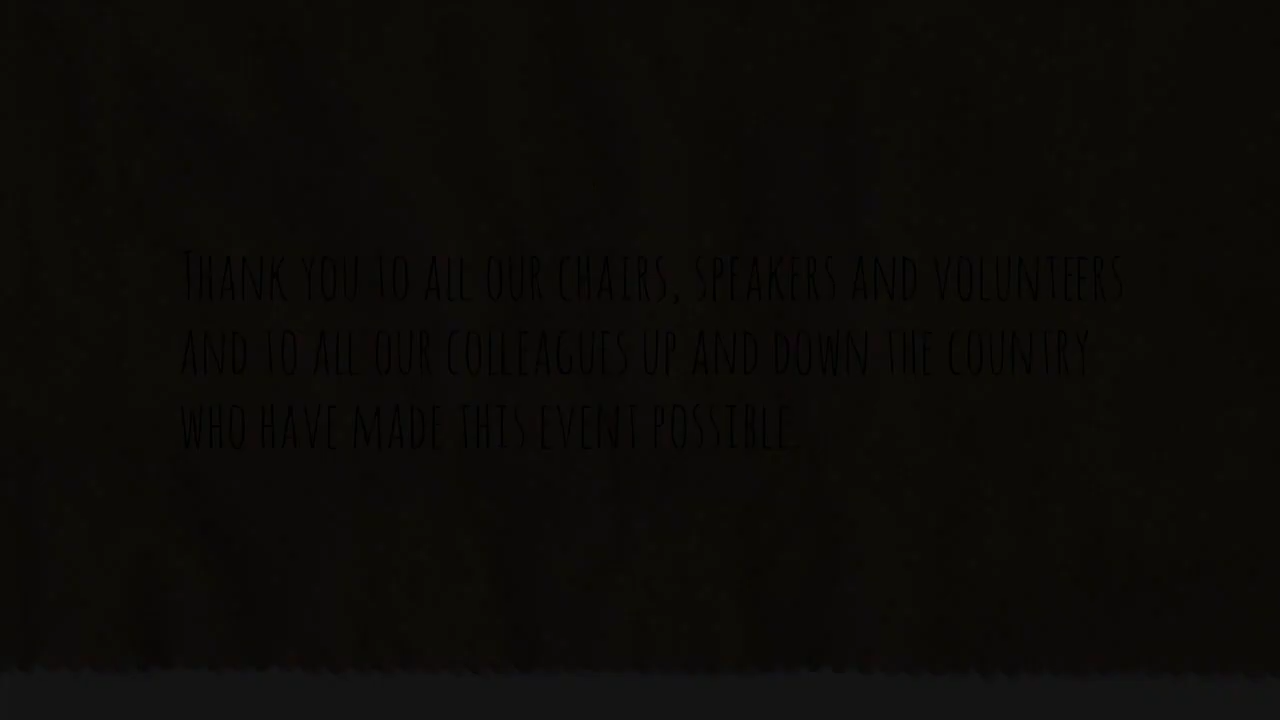 Thank you to all our chairs, speakers and volunteers
and to all our colleagues up and down the country
who have made this event possible.